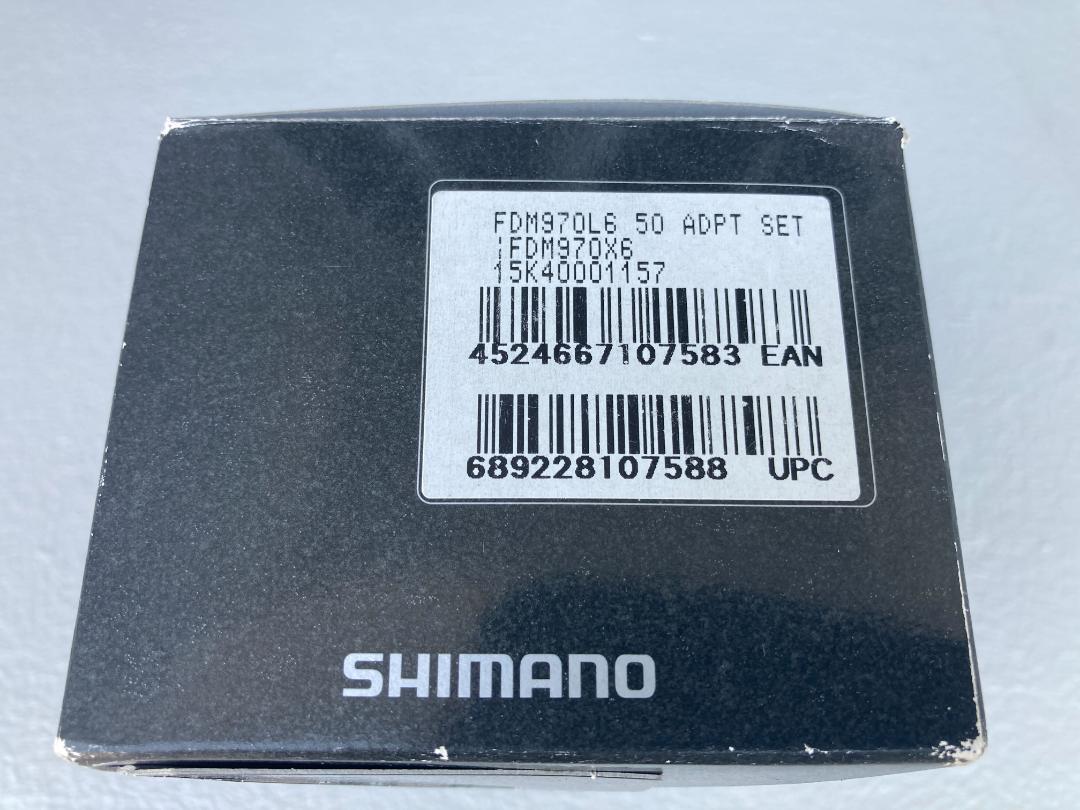 FDM970L6 50 ADPT SET
IFDM970X6
15K40001157
4524667107583 EAN
689228107588 UPC
SHIMANO